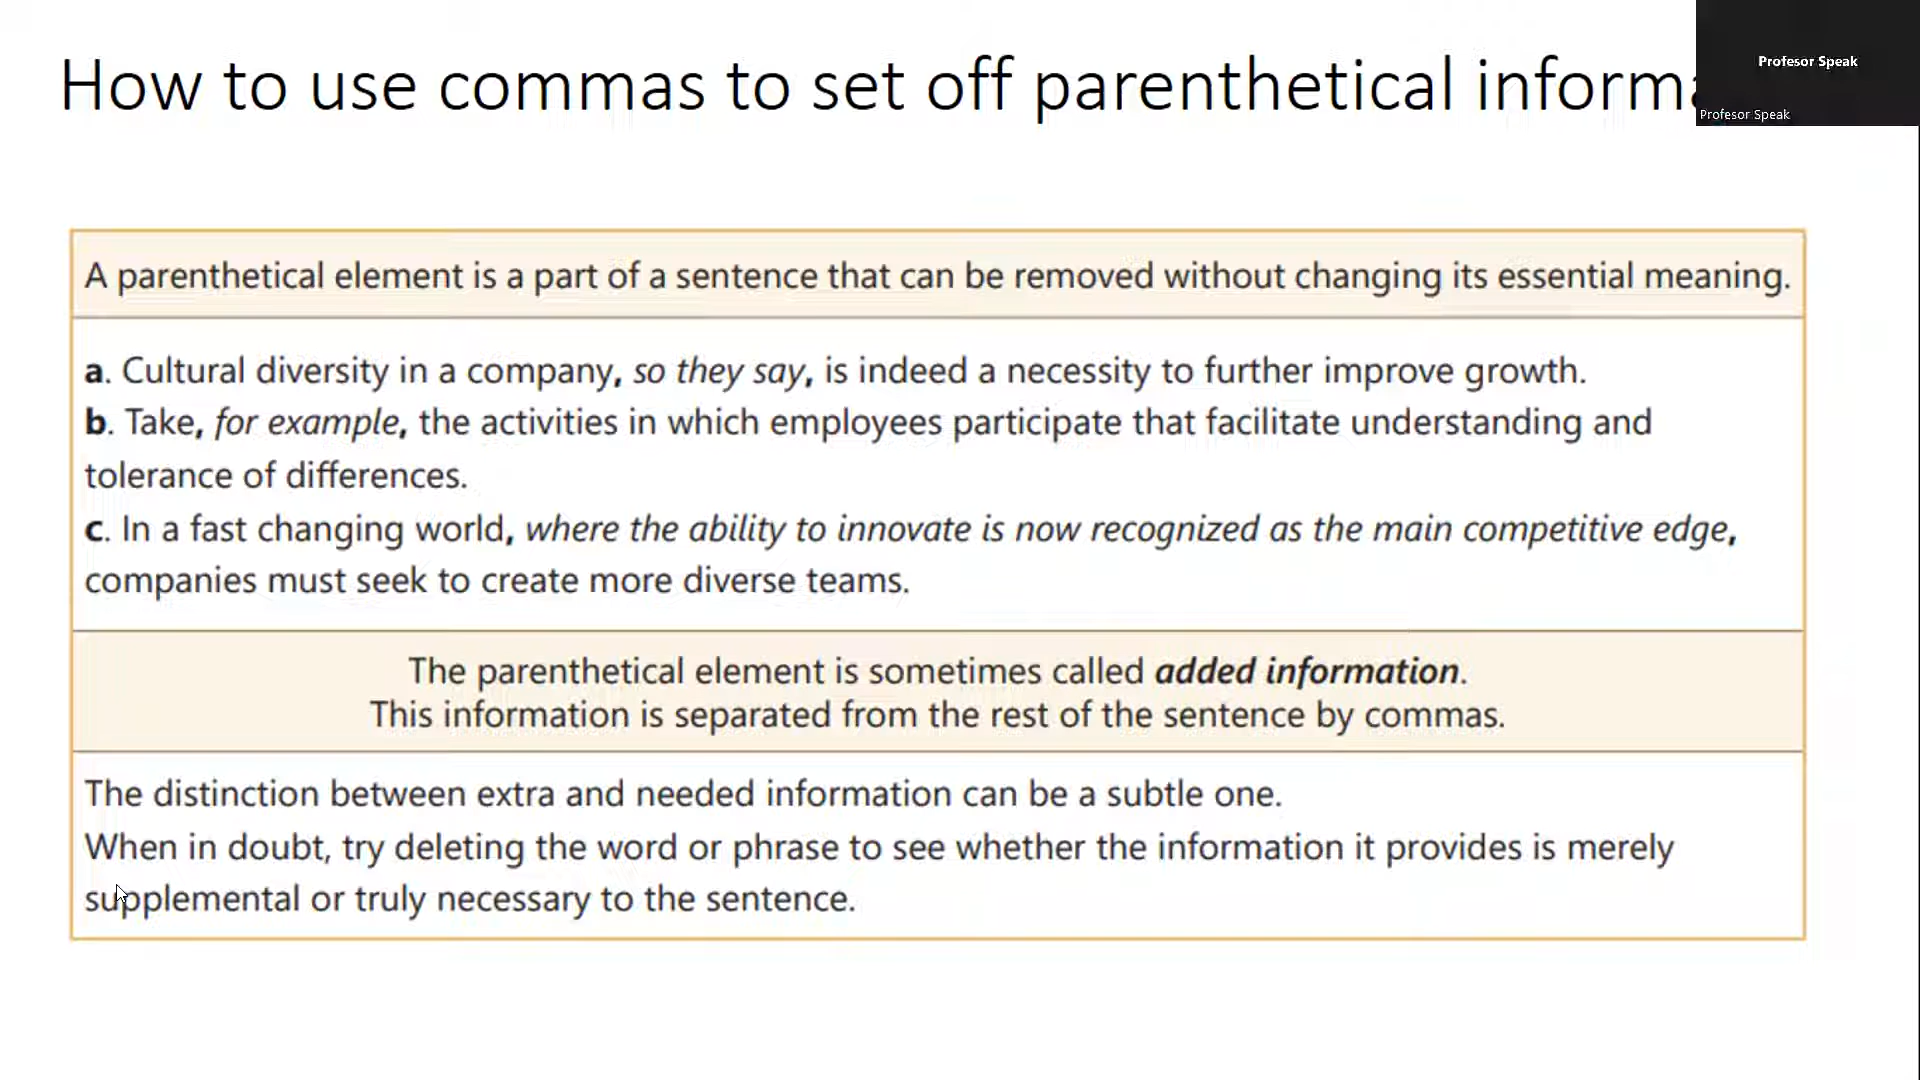 How to use commas to set off parenthetical informa
Profesor Speak
Profesor Speak
A parenthetical element is a part of a sentence that can be removed without changing its essential meaning.
a. Cultural diversity in a company, so they say, is indeed a necessity to further improve growth.
b. Take, for example, the activities in which employees participate that facilitate understanding and
tolerance of differences.
c. In a fast changing world, where the ability to innovate is now recognized as the main competitive edge,
companies must seek to create more diverse teams.
The parenthetical element is sometimes called added information.
This information is separated from the rest of the sentence by commas.
The distinction between extra and needed information can be a subtle one.
When in doubt, try deleting the word or phrase to see whether the information it provides is merely
supplemental or truly necessary to the sentence.